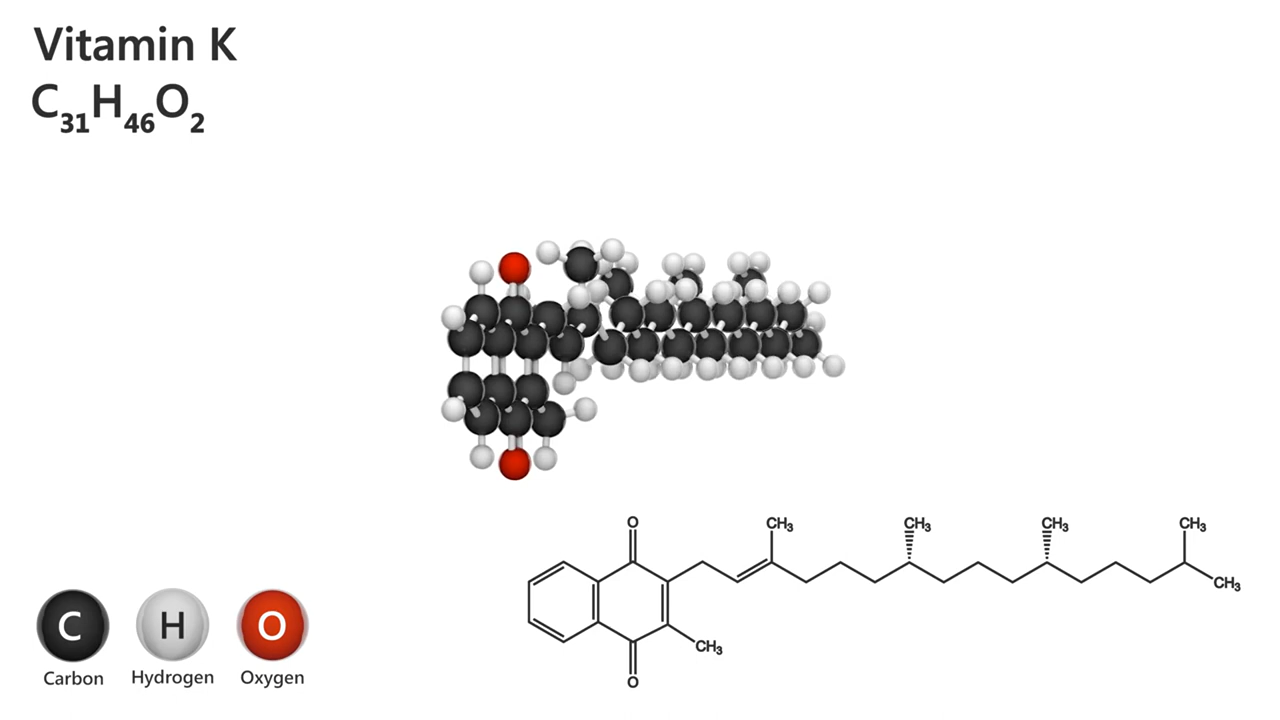 Vitamin K
C₃₁H₄₆O₂
O
CH₃
CH₃
CH₃
CH₃
CH₃
CH₃
O
C
H
O
Carbon
Hydrogen
Oxygen